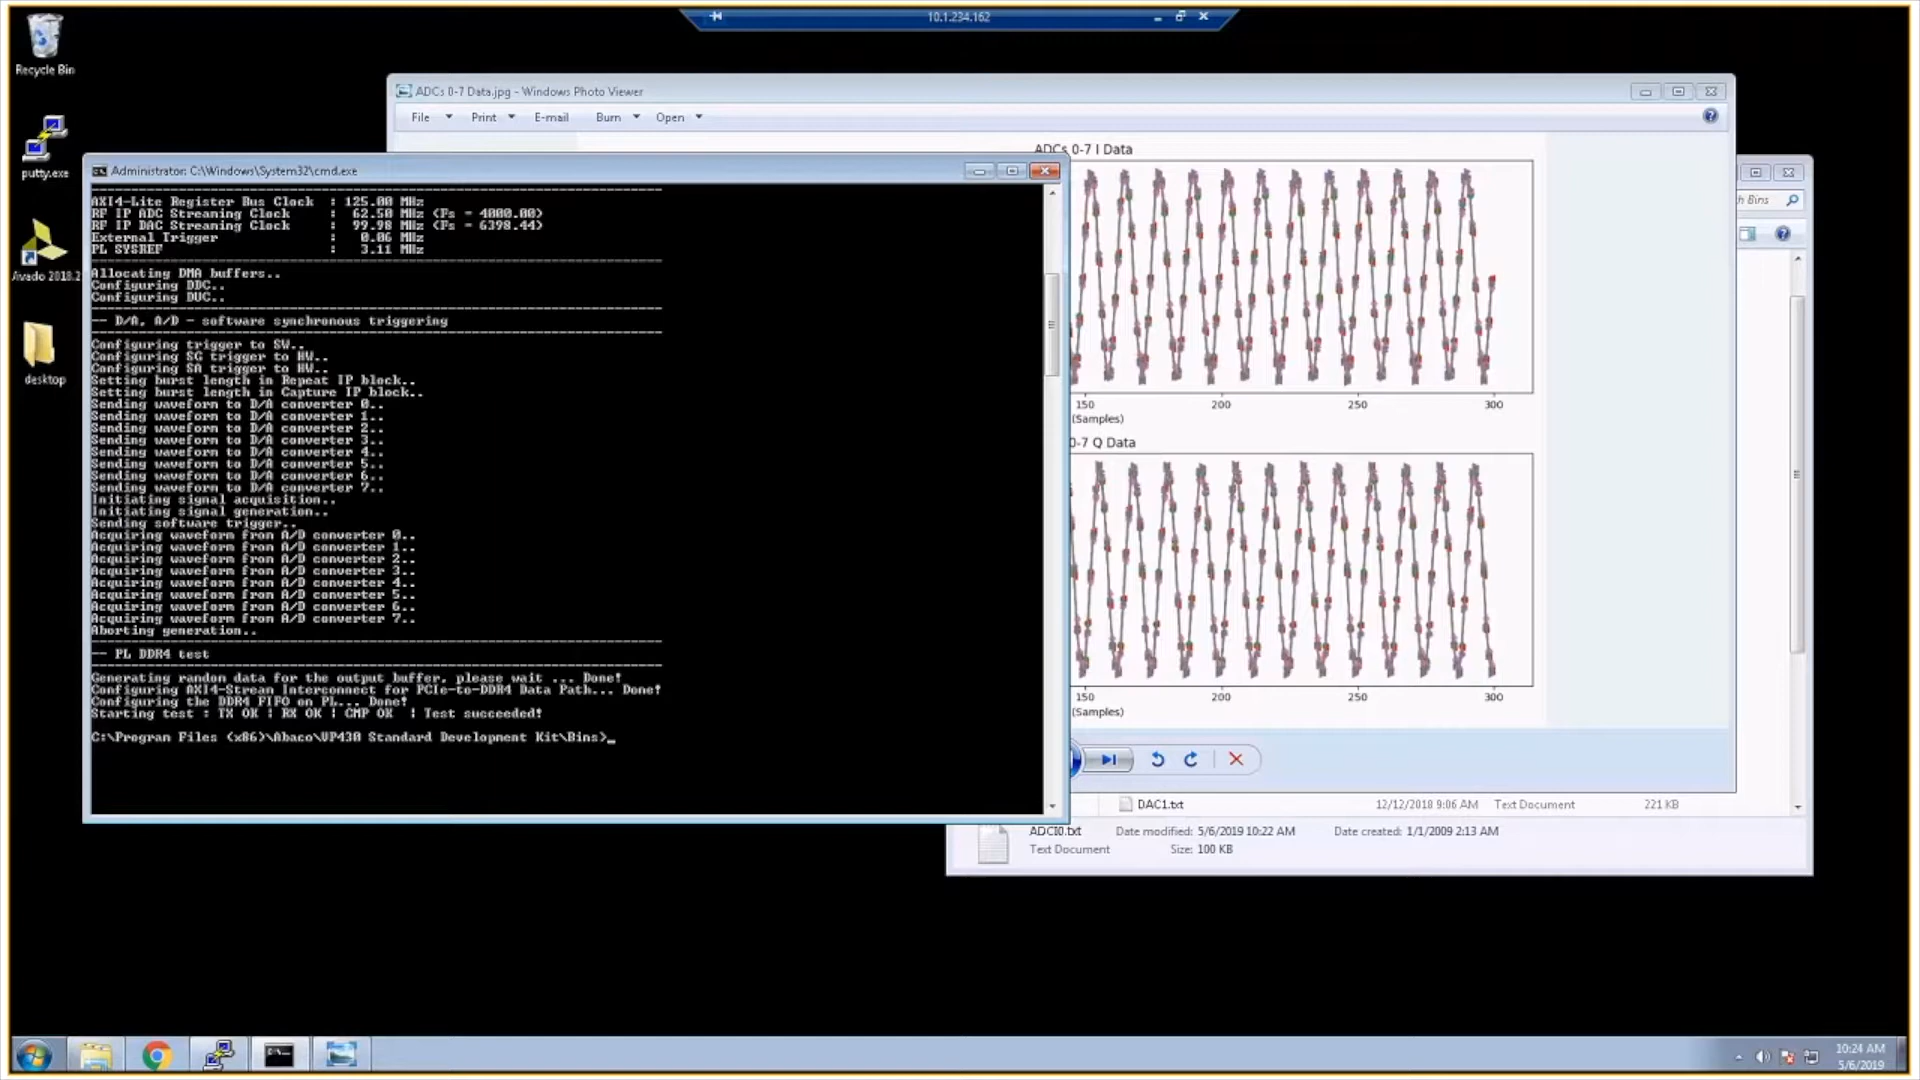 10.1.234.162
Recycle Bin
putty.exe
desktop
ADCs 0-7 Data.jpg - Windows Photo Viewer
File Print E-mail Burn Open
ADCs 0-7 I Data
150 200 250 300
(Samples)
0-7 Q Data
150 200 250 300
(Samples)
Bins
Administrator: C:\Windows\System32\cmd.exe
AXI4-Lite Register Bus Clock : 125.00 MHz
RF IP ADC Streaming Clock : 62.50 MHz (Fs = 4000.00)
RF IP DAC Streaming Clock : 99.98 MHz (Fs = 6398.44)
External Trigger : 0.06 MHz
PL SYSREF : 3.11 MHz
Allocating DMA buffers..
Configuring DDC..
Configuring DUC..
-- D/A, A/D - software synchronous triggering
Configuring trigger to SW..
Configuring SG trigger to HW..
Configuring SA trigger to HW..
Setting burst length in Repeat IP block..
Setting burst length in Capture IP block..
Sending waveform to D/A converter 0..
Sending waveform to D/A converter 1..
Sending waveform to D/A converter 2..
Sending waveform to D/A converter 3..
Sending waveform to D/A converter 4..
Sending waveform to D/A converter 5..
Sending waveform to D/A converter 6..
Sending waveform to D/A converter 7..
Initiating signal acquisition..
Initiating signal generation..
Sending software trigger..
Acquiring waveform from A/D converter 0..
Acquiring waveform from A/D converter 1..
Acquiring waveform from A/D converter 2..
Acquiring waveform from A/D converter 3..
Acquiring waveform from A/D converter 4..
Acquiring waveform from A/D converter 5..
Acquiring waveform from A/D converter 6..
Acquiring waveform from A/D converter 7..
Aborting generation..
-- PL DDR4 test
Generating random data for the output buffer, please wait ... Done!
Configuring AXI4-Stream Interconnect for PCIe-to-DDR4 Data Path... Done!
Configuring the DDR4 FIFO on PL... Done!
Starting test : TX OK | RX OK | CMP OK | Test succeeded!
C:\Program Files (x86)\Abaco\VP430 Standard Development Kit\Bins>_
DAC1.txt 12/12/2018 9:06 AM Text Document 221 KB
ADCI0.txt Date modified: 5/6/2019 10:22 AM Date created: 1/1/2009 2:13 AM
Text Document Size: 100 KB
10:24 AM
5/6/2019